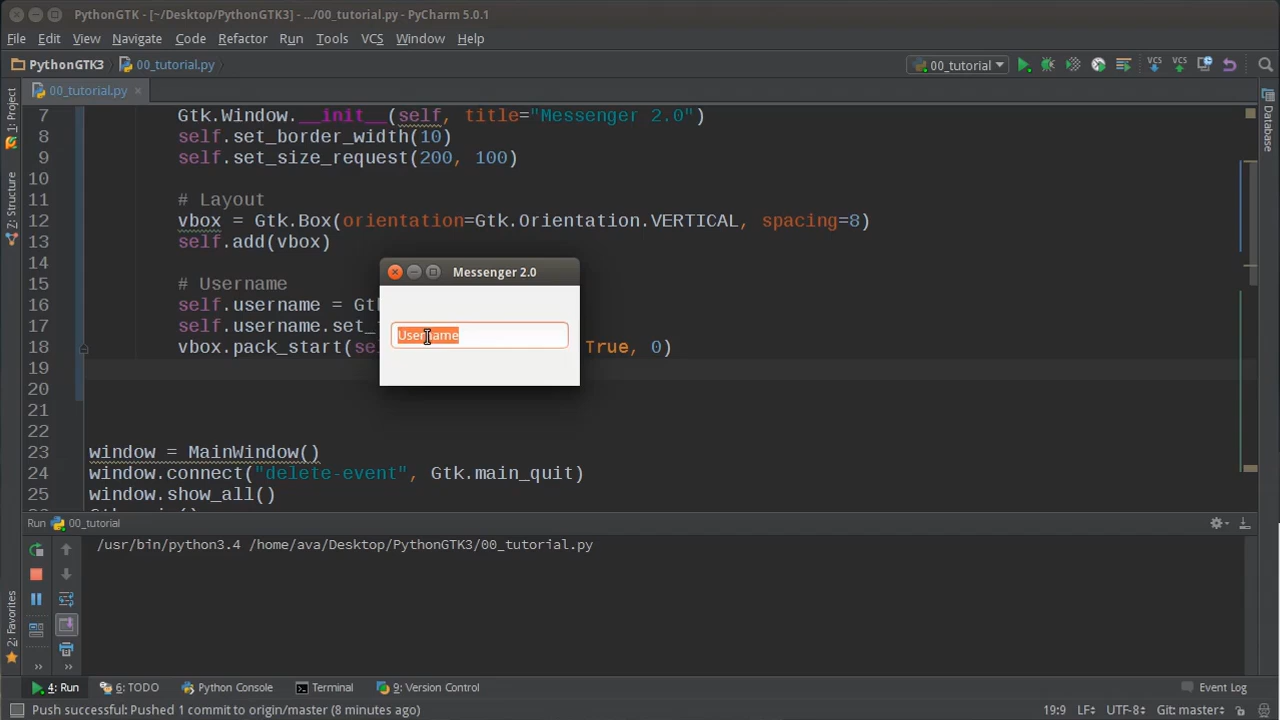 PythonGTK - [~/Desktop/PythonGTK3] - .../00_tutorial.py - PyCharm 5.0.1
File Edit View Navigate Code Refactor Run Tools VCS Window Help
PythonGTK3 00_tutorial.py 00_tutorial VCS VCS
1: Project
00_tutorial.py
Database
7 Gtk.Window.__init__(self, title="Messenger 2.0")
8 self.set_border_width(10)
9 self.set_size_request(200, 100)
10
Z: Structure
11 # Layout
12 vbox = Gtk.Box(orientation=Gtk.Orientation.VERTICAL, spacing=8)
13 self.add(vbox)
14
Messenger 2.0
15 # Username
16 self.username = Gt
17 self.username.set_
Username
18 vbox.pack_start(se True, 0)
19
20
21
22
23 window = MainWindow()
24 window.connect("delete-event", Gtk.main_quit)
25 window.show_all()
Run 00_tutorial
/usr/bin/python3.4 /home/ava/Desktop/PythonGTK3/00_tutorial.py
2: Favorites
4: Run 6: TODO Python Console Terminal 9: Version Control Event Log
Push successful: Pushed 1 commit to origin/master (8 minutes ago) 19:9 LF÷ UTF-8÷ Git: master÷